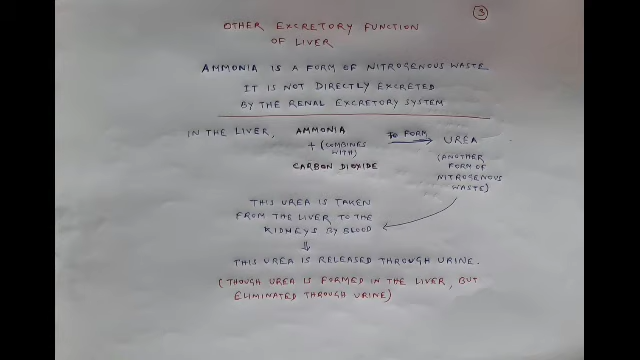 3
OTHER EXCRETORY FUNCTION
OF LIVER
AMMONIA IS A FORM OF NITROGENOUS WASTE
IT IS NOT DIRECTLY EXCRETED
BY THE RENAL EXCRETORY SYSTEM
IN THE LIVER, AMMONIA TO FORM UREA
+ (COMBINES WITH)
CARBON DIOXIDE
(ANOTHER
FORM OF
NITROGENOUS
WASTE)
THIS UREA IS TAKEN
FROM THE LIVER TO THE
KIDNEYS BY BLOOD
⇓
THIS UREA IS RELEASED THROUGH URINE.
(THOUGH UREA IS FORMED IN THE LIVER, BUT
ELIMINATED THROUGH URINE)